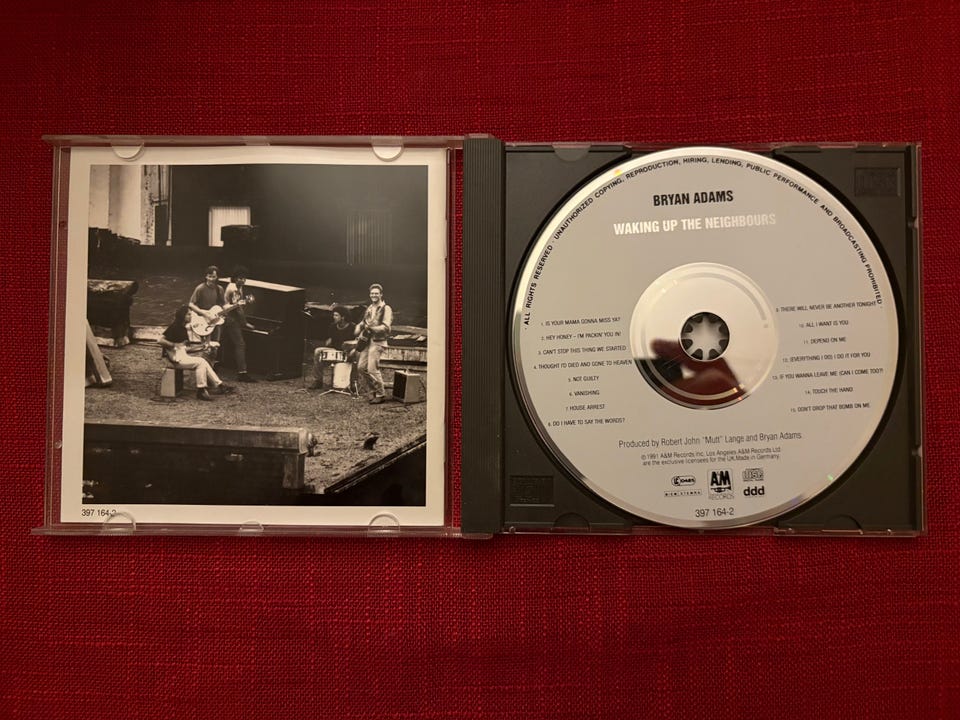 397 164-2
· ALL RIGHTS RESERVED · UNAUTHORIZED COPYING, REPRODUCTION, HIRING, LENDING, PUBLIC PERFORMANCE AND BROADCASTING PROHIBITED
BRYAN ADAMS
WAKING UP THE NEIGHBOURS
1. IS YOUR MAMA GONNA MISS YA?
2. HEY HONEY – I'M PACKIN' YOU IN!
3. CAN'T STOP THIS THING WE STARTED
4. THOUGHT I'D DIED AND GONE TO HEAVEN
5. NOT GUILTY
6. VANISHING
7. HOUSE ARREST
8. DO I HAVE TO SAY THE WORDS?
9. THERE WILL NEVER BE ANOTHER TONIGHT
10. ALL I WANT IS YOU
11. DEPEND ON ME
12. (EVERYTHING I DO) I DO IT FOR YOU
13. IF YOU WANNA LEAVE ME (CAN I COME TOO?)
14. TOUCH THE HAND
15. DON'T DROP THAT BOMB ON ME
Produced by Robert John "Mutt" Lange and Bryan Adams.
© 1991 A&M Records Inc. Los Angeles. A&M Records Ltd.
are the exclusive licensees for the UK. Made in Germany.
A&M
RECORDS
ddd
397 164-2